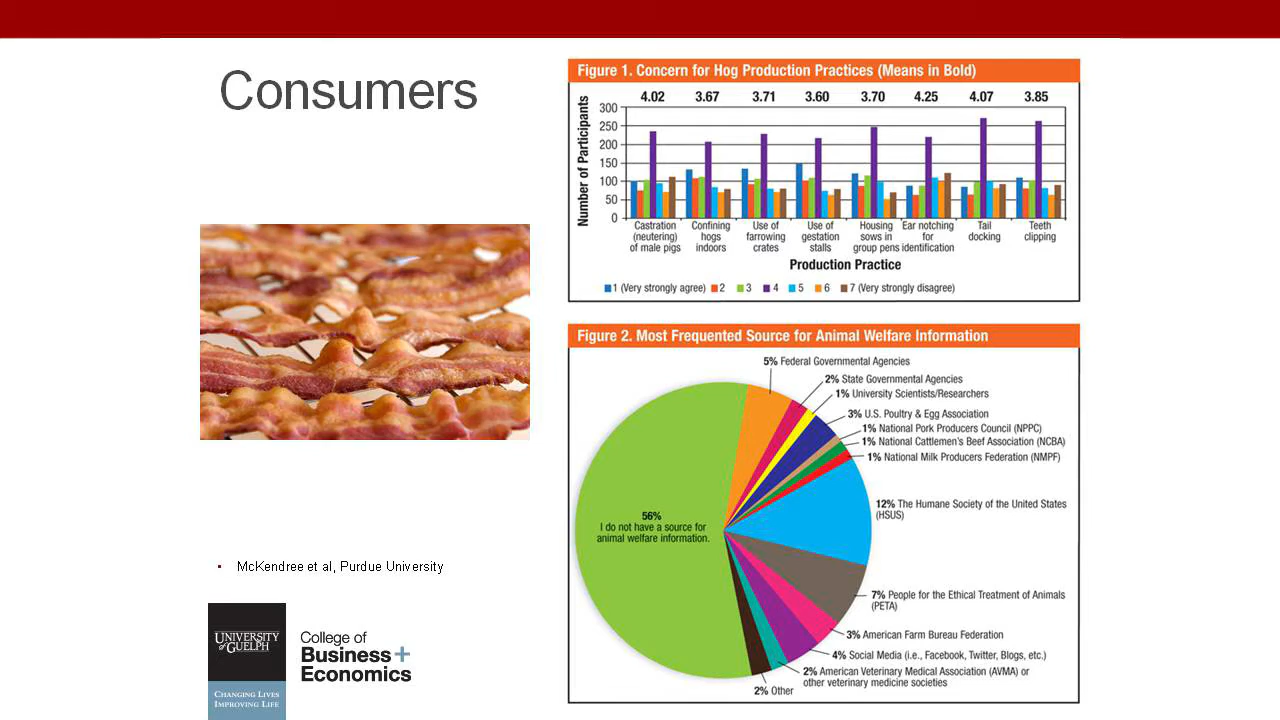 Consumers
McKendree et al, Purdue University
UNIVERSITY
of GUELPH
CHANGING LIVES
IMPROVING LIFE
College of
Business+
Economics
Figure 1. Concern for Hog Production Practices (Means in Bold)
4.02 3.67 3.71 3.60 3.70 4.25 4.07 3.85
Number of Participants
300
250
200
150
100
50
0
Castration
(neutering)
of male pigs
Confining
hogs
indoors
Use of
farrowing
crates
Use of
gestation
stalls
Housing
sows in
group pens
Ear notching
for
identification
Tail
docking
Teeth
clipping
Production Practice
1 (Very strongly agree) 2 3 4 5 6 7 (Very strongly disagree)
Figure 2. Most Frequented Source for Animal Welfare Information
5% Federal Governmental Agencies
2% State Governmental Agencies
1% University Scientists/Researchers
3% U.S. Poultry & Egg Association
1% National Pork Producers Council (NPPC)
1% National Cattlemen's Beef Association (NCBA)
1% National Milk Producers Federation (NMPF)
12% The Humane Society of the United States
(HSUS)
56%
I do not have a source for
animal welfare information.
7% People for the Ethical Treatment of Animals
(PETA)
3% American Farm Bureau Federation
4% Social Media (i.e., Facebook, Twitter, Blogs, etc.)
2% American Veterinary Medical Association (AVMA) or
other veterinary medicine societies
2% Other